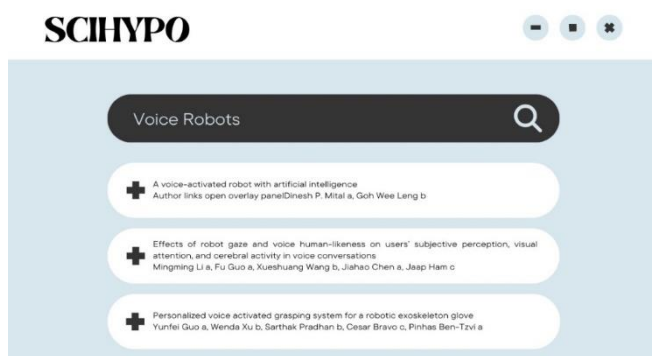 SCIHYPO
Voice Robots
A voice-activated robot with artificial intelligence
Author links open overlay panelDinesh P. Mital a, Goh Wee Leng b
Effects of robot gaze and voice human-likeness on users' subjective perception, visual
attention, and cerebral activity in voice conversations
Mingming Li a, Fu Guo a, Xueshuang Wang b, Jiahao Chen a, Jaap Ham c
Personalized voice activated grasping system for a robotic exoskeleton glove
Yunfei Guo a, Wenda Xu b, Sarthak Pradhan b, Cesar Bravo c, Pinhas Ben-Tzvi a